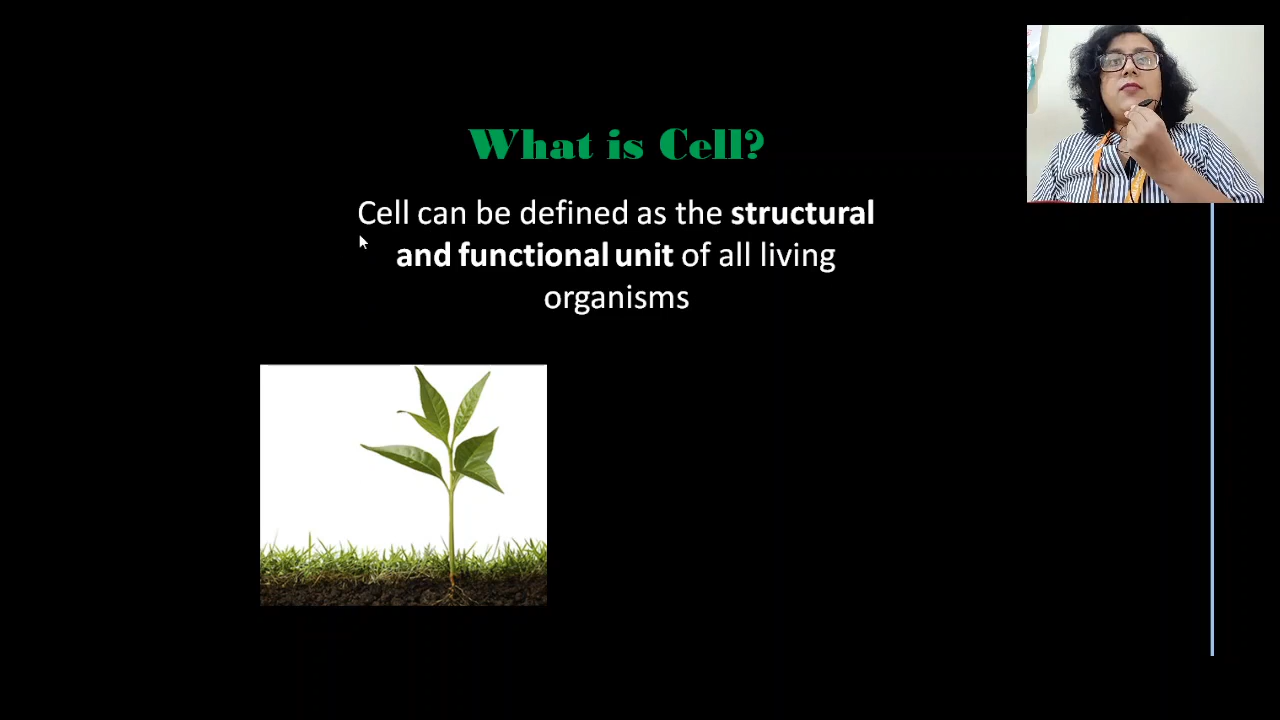 What is Cell?
Cell can be defined as the structural
and functional unit of all living
organisms